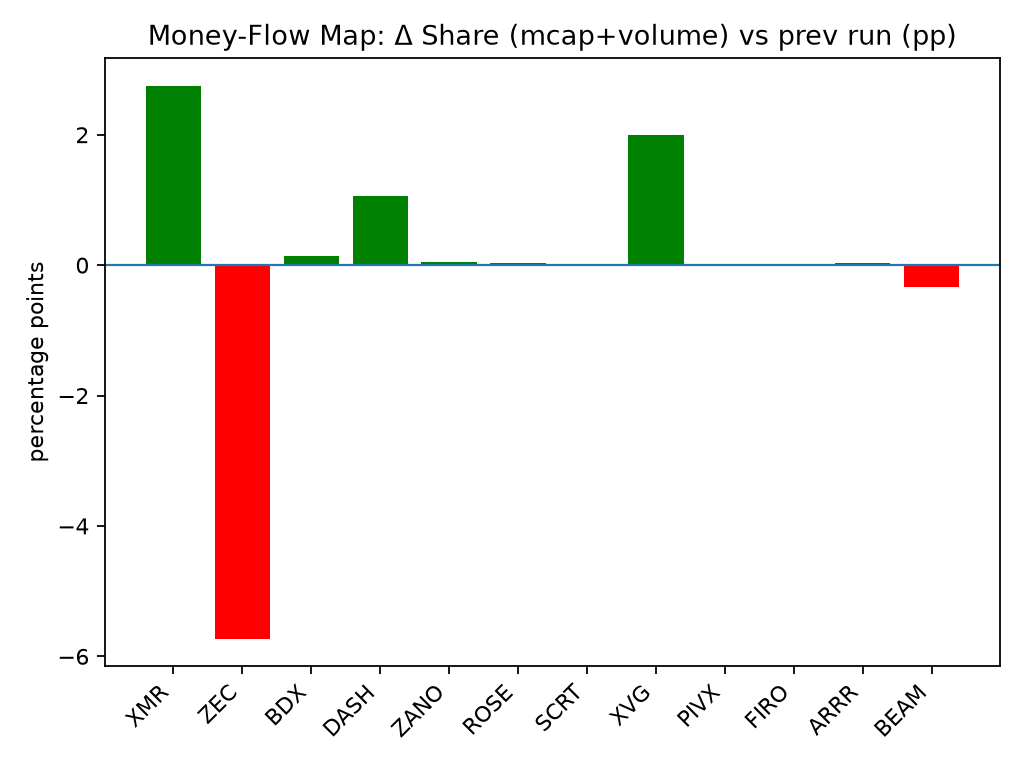 Money-Flow Map: Δ Share (mcap+volume) vs prev run (pp)
percentage points
2
0
−2
−4
−6
XMR
ZEC
BDX
DASH
ZANO
ROSE
SCRT
XVG
PIVX
FIRO
ARRR
BEAM